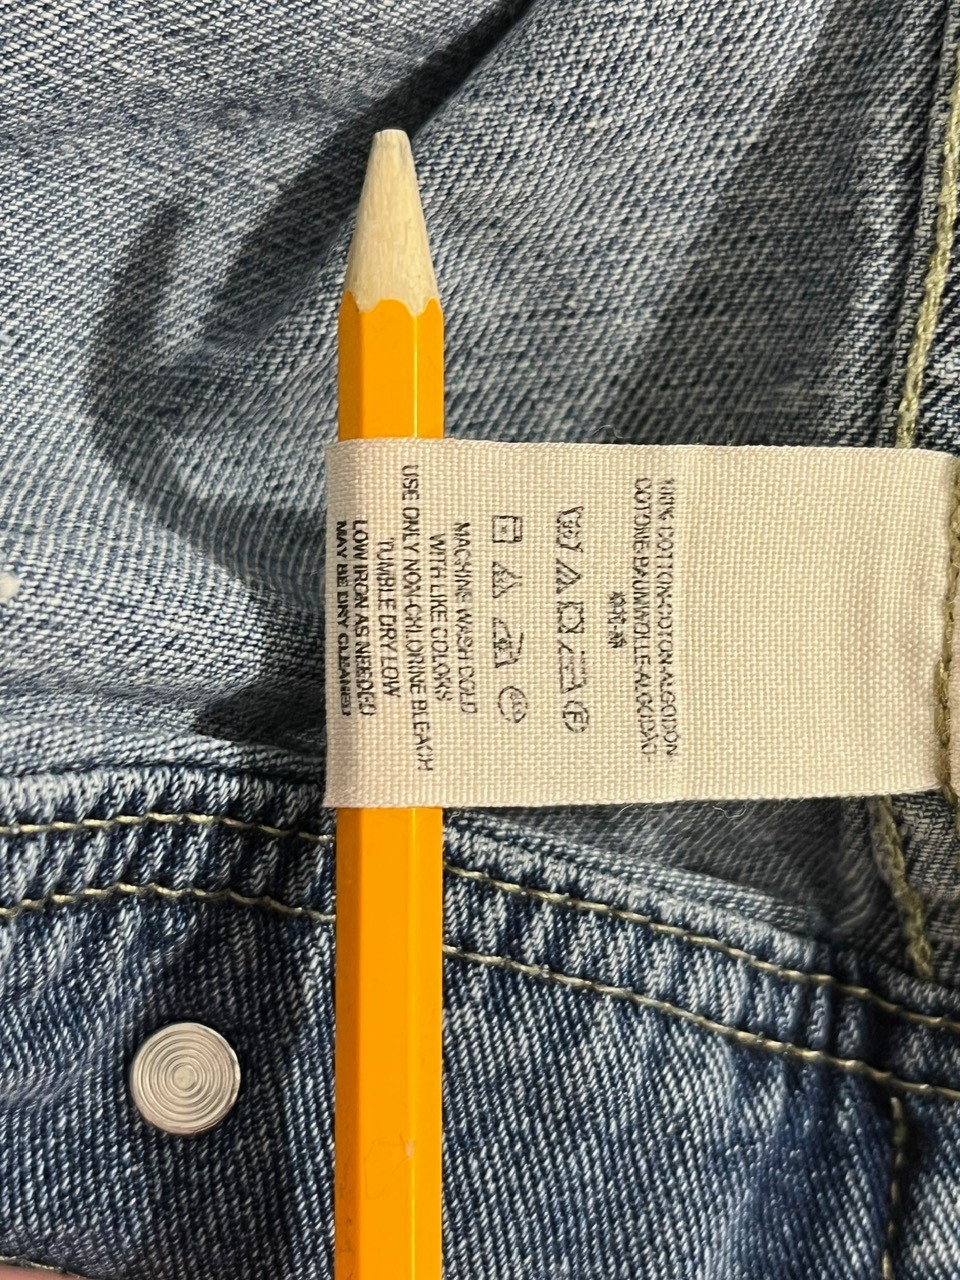 100% COTTON-COTON-ALGODÓN-
COTONE-BAUMWOLLE-ALGODÃO-
MACHINE WASH COLD
WITH LIKE COLORS
USE ONLY NON-CHLORINE BLEACH
TUMBLE DRY LOW
LOW IRON AS NEEDED
MAY BE DRY CLEANED